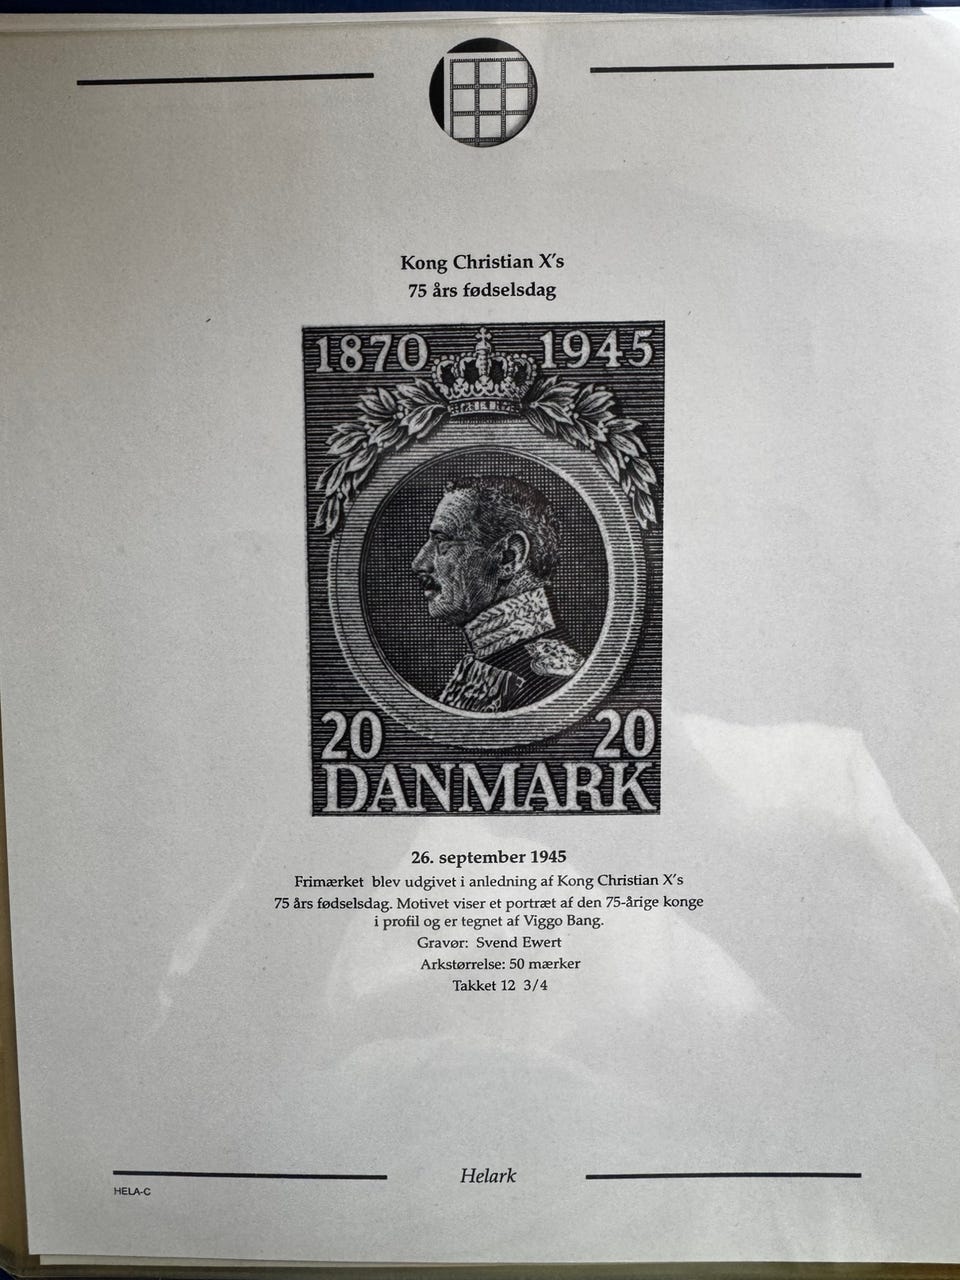 Kong Christian X's
75 års fødselsdag
1870 1945
20 20
DANMARK
26. september 1945
Frimærket blev udgivet i anledning af Kong Christian X's
75 års fødselsdag. Motivet viser et portræt af den 75-årige konge
i profil og er tegnet af Viggo Bang.
Gravør: Svend Ewert
Arkstørrelse: 50 mærker
Takket 12 3/4
Helark
HELA-C